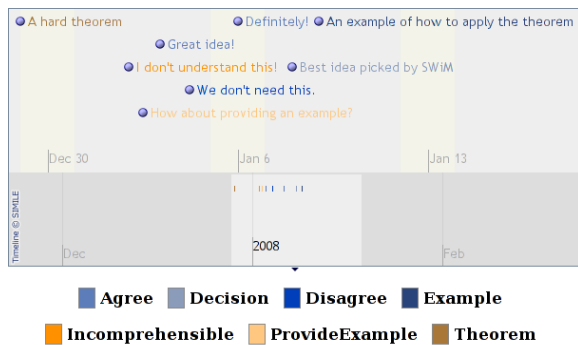 A hard theorem
Definitely!
An example of how to apply the theorem
Great idea!
I don't understand this!
Best idea picked by SWiM
We don't need this.
How about providing an example?
Dec 30
Jan 6
Jan 13
Timeline © SIMILE
Dec
2008
Feb
Agree
Decision
Disagree
Example
Incomprehensible
ProvideExample
Theorem